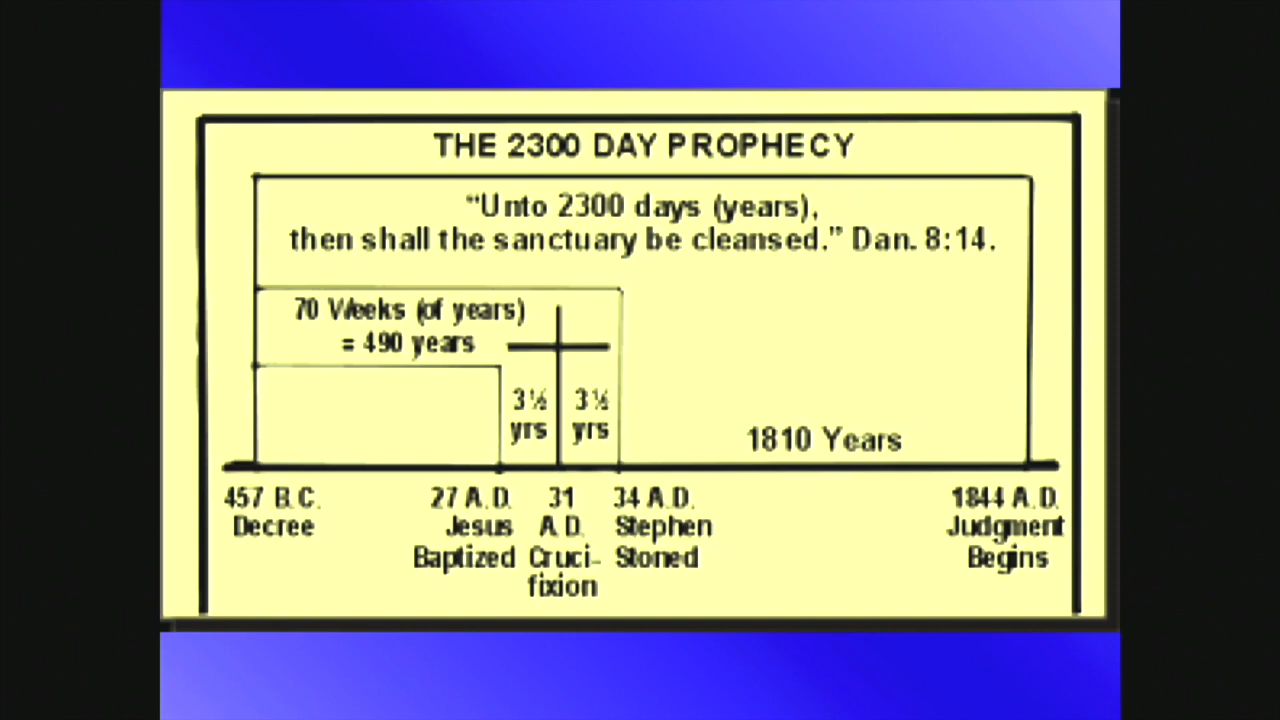 THE 2300 DAY PROPHECY
“Unto 2300 days (years),
then shall the sanctuary be cleansed.” Dan. 8:14.
70 Weeks (of years)
= 490 years
3½ yrs
3½ yrs
1810 Years
457 B.C.
Decree
27 A.D.
Jesus
Baptized
31
A.D.
Cruci-
fixion
34 A.D.
Stephen
Stoned
1844 A.D.
Judgment
Begins